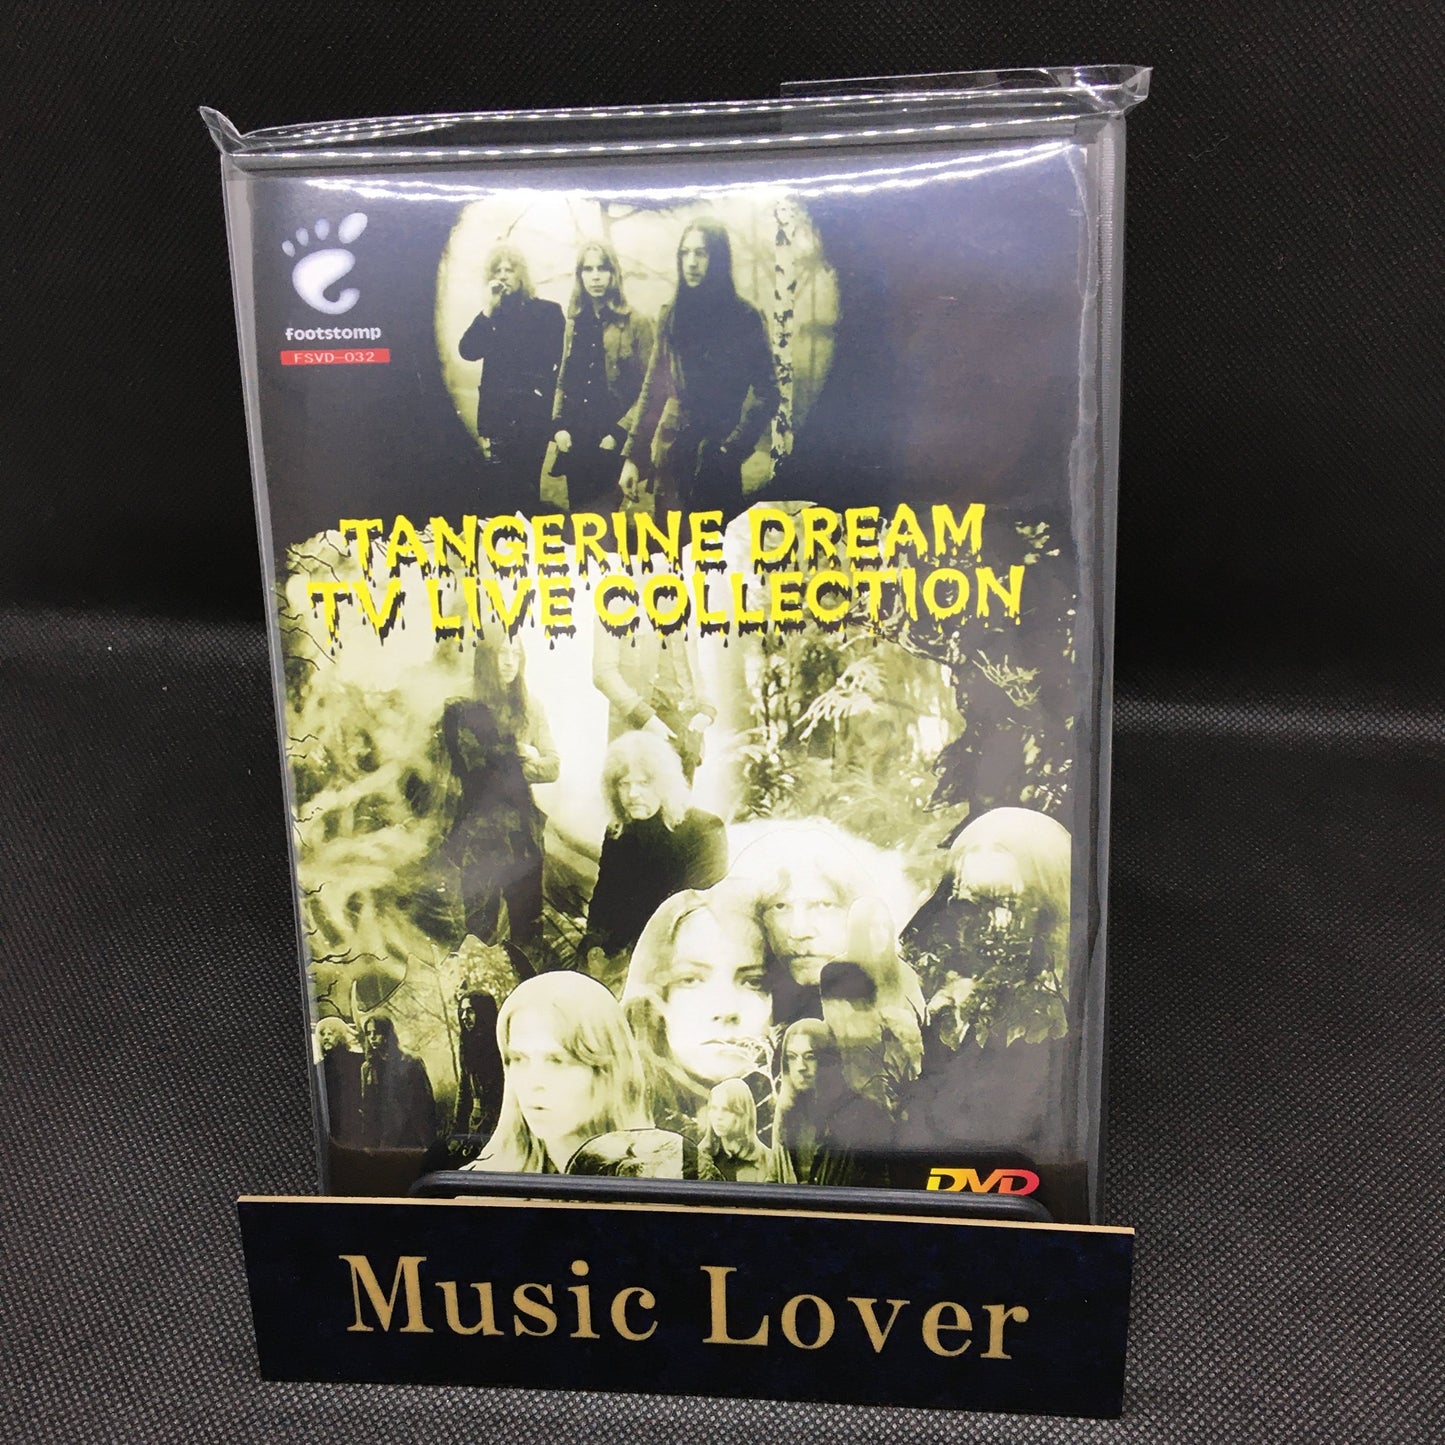 footstomp
FSVD-032
TANGERINE DREAM
TV LIVE COLLECTION
DVD
Music Lover